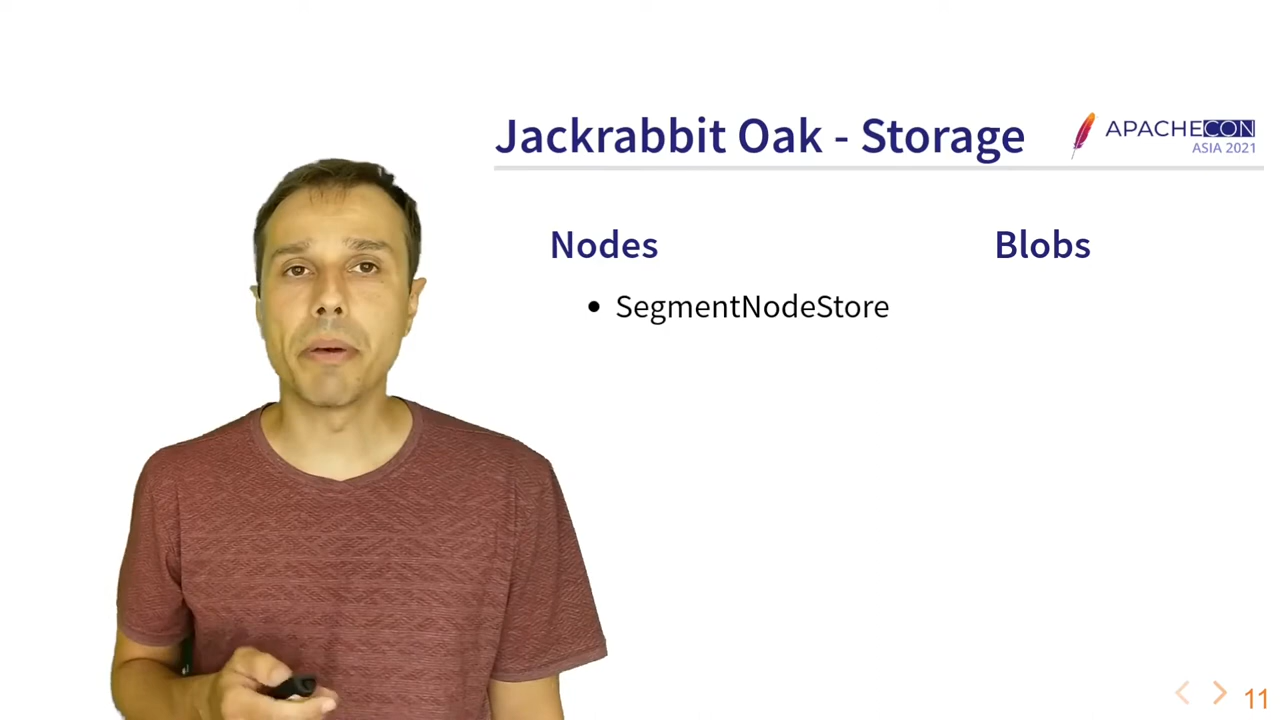 Jackrabbit Oak - Storage
APACHECON
ASIA 2021
Nodes
Blobs
• SegmentNodeStore
11